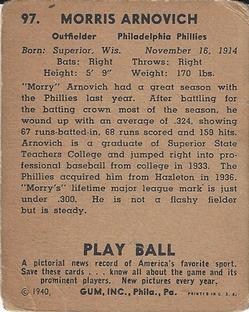 97. MORRIS ARNOVICH
Outfielder Philadelphia Phillies
Born: Superior, Wis. November 16, 1914
Bats: Right Throws: Right
Height: 5' 9" Weight: 170 lbs.
"Morry" Arnovich had a great season with
the Phillies last year. After battling for
the batting crown most of the season, he
wound up with an average of .324, showing
67 runs-batted-in, 68 runs scored and 159 hits.
Arnovich is a graduate of Superior State
Teachers College and jumped right into pro-
fessional baseball from college in 1933. The
Phillies acquired him from Hazleton in 1936.
"Morry's" lifetime major league mark is just
under .300. He is not a flashy fielder
but is steady.
PLAY BALL
A pictorial news record of America's favorite sport.
Save these cards . . . know all about the game and its
prominent players. New pictures every year.
© 1940, GUM, INC., Phila., Pa. PRINTED IN U. S. A.